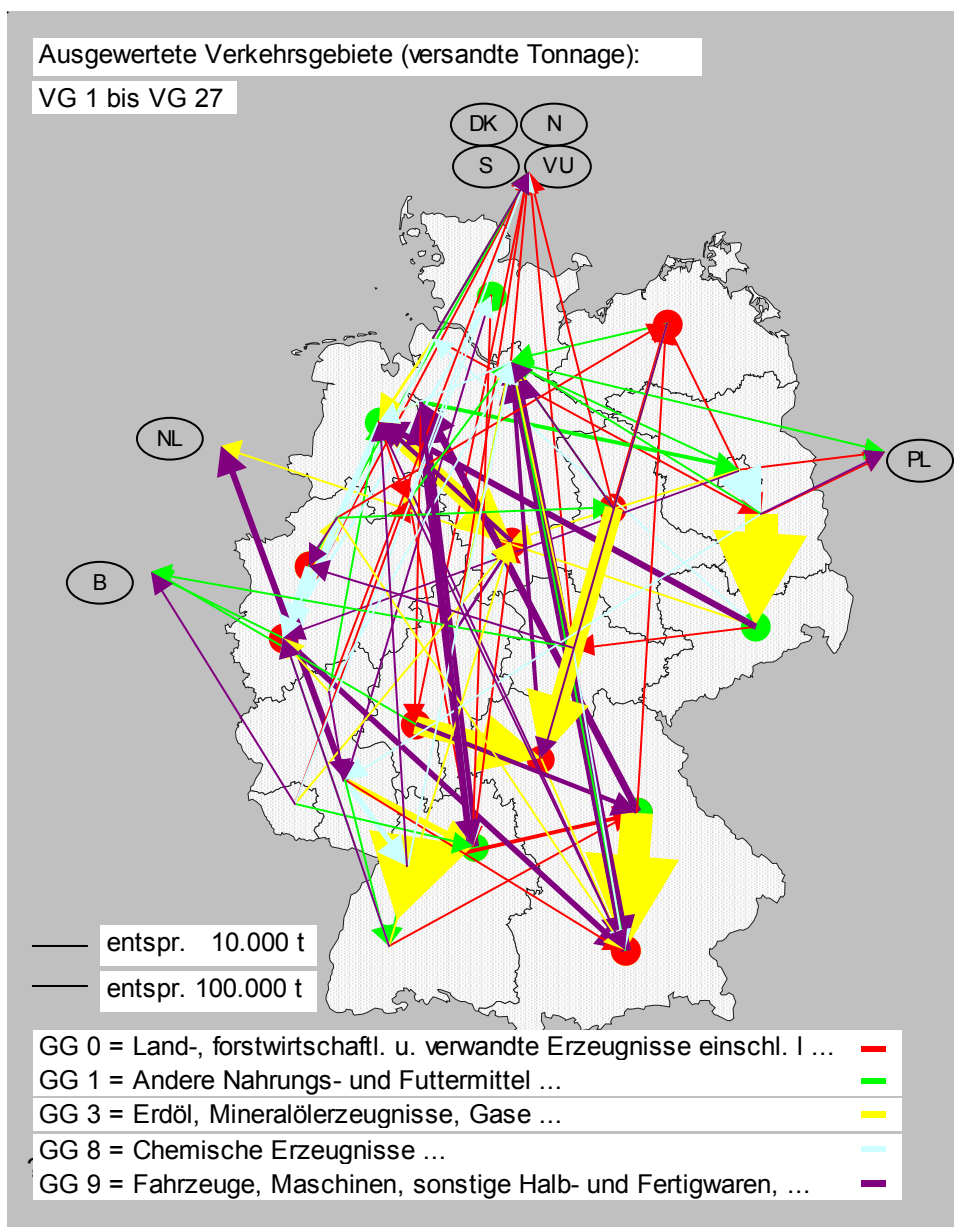 Ausgewertete Verkehrsgebiete (versandte Tonnage):
VG 1 bis VG 27
DK N
S VU
NL
PL
B
entspr. 10.000 t
entspr. 100.000 t
GG 0 = Land-, forstwirtschaftl. u. verwandte Erzeugnisse einschl. l ...
GG 1 = Andere Nahrungs- und Futtermittel ...
GG 3 = Erdöl, Mineralölerzeugnisse, Gase ...
GG 8 = Chemische Erzeugnisse ...
GG 9 = Fahrzeuge, Maschinen, sonstige Halb- und Fertigwaren, ...